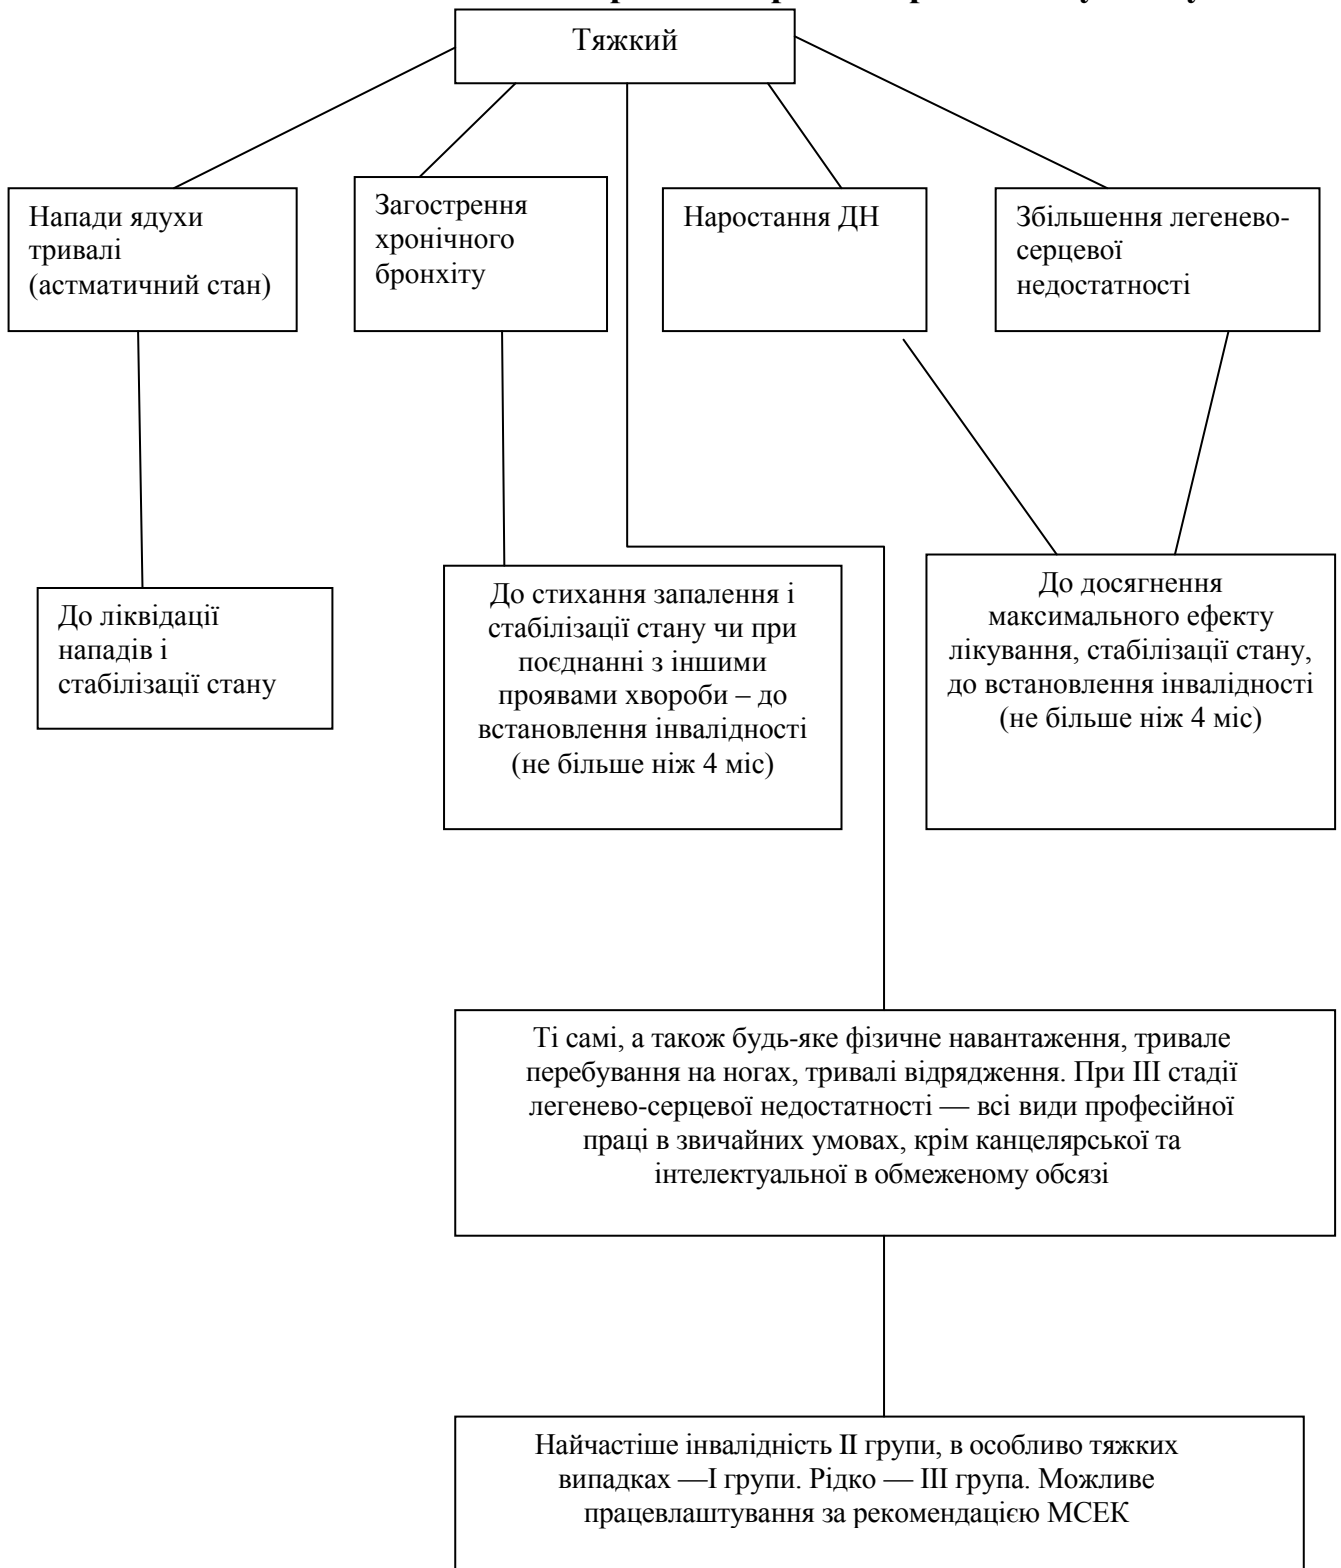 Тяжкий
Напади ядухи
тривалі
(астматичний стан)
Загострення
хронічного
бронхіту
Наростання ДН
Збільшення легенево-
серцевої
недостатності
До ліквідації
нападів і
стабілізації стану
До стихання запалення і
стабілізації стану чи при
поєднанні з іншими
проявами хвороби – до
встановлення інвалідності
(не більше ніж 4 міс)
До досягнення
максимального ефекту
лікування, стабілізації стану,
до встановлення інвалідності
(не більше ніж 4 міс)
Ті самі, а також будь-яке фізичне навантаження, тривале
перебування на ногах, тривалі відрядження. При III стадії
легенево-серцевої недостатності — всі види професійної
праці в звичайних умовах, крім канцелярської та
інтелектуальної в обмеженому обсязі
Найчастіше інвалідність II групи, в особливо тяжких
випадках —I групи. Рідко — III група. Можливе
працевлаштування за рекомендацією МСЕК